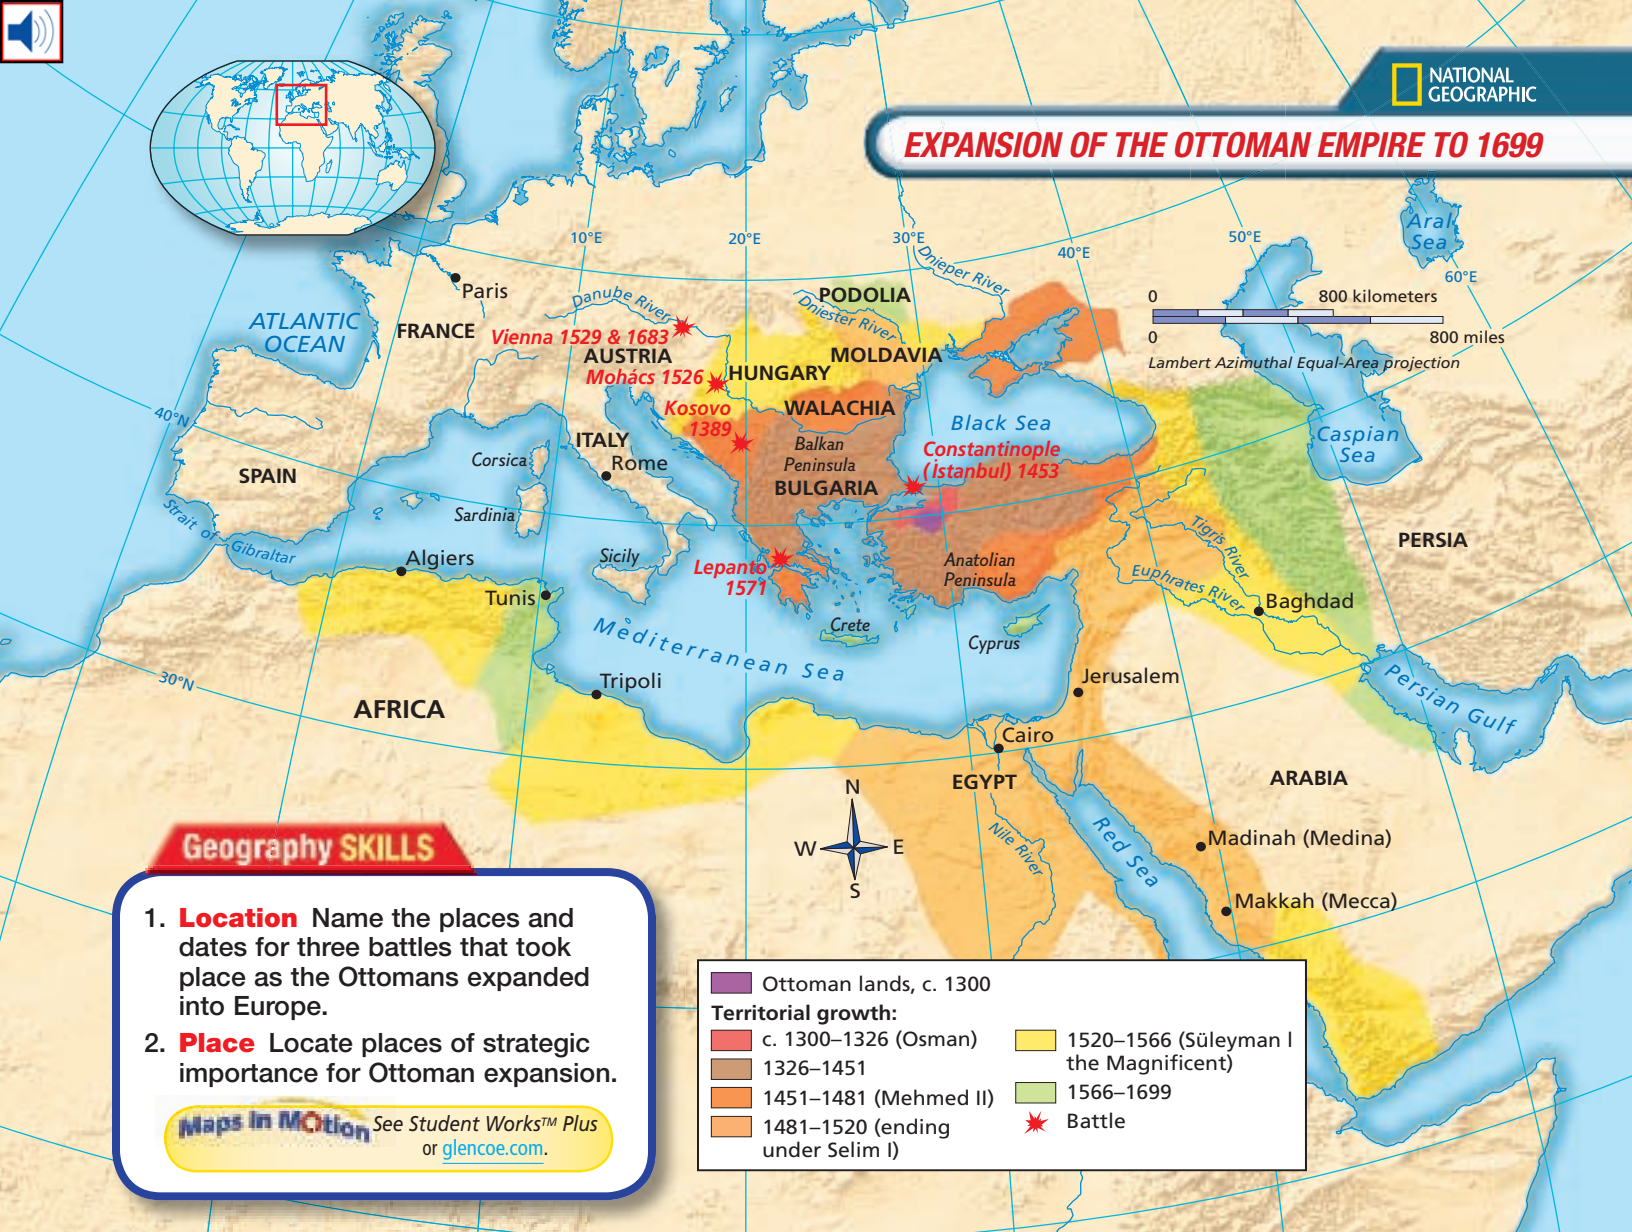 NATIONAL
GEOGRAPHIC
EXPANSION OF THE OTTOMAN EMPIRE TO 1699
Aral
Sea
10°E
20°E
30°E
40°E
50°E
60°E
Dnieper River
Paris
Danube River
PODOLIA
Dniester River
0
800 kilometers
0
800 miles
Lambert Azimuthal Equal-Area projection
ATLANTIC
OCEAN
FRANCE
Vienna 1529 & 1683
AUSTRIA
MOLDAVIA
Mohács 1526
HUNGARY
40°N
Kosovo
1389
WALACHIA
Black Sea
Caspian
Sea
ITALY
Balkan
Peninsula
Constantinople
(İstanbul) 1453
Corsica
Rome
SPAIN
BULGARIA
Sardinia
Strait of Gibraltar
Tigris River
PERSIA
Algiers
Sicily
Lepanto
1571
Anatolian
Peninsula
Euphrates River
Tunis
Baghdad
Mediterranean Sea
Crete
Cyprus
30°N
Tripoli
Jerusalem
Persian Gulf
AFRICA
Cairo
EGYPT
ARABIA
N
W
E
S
Nile River
Red Sea
Madinah (Medina)
Makkah (Mecca)
Geography SKILLS
1. Location Name the places and
dates for three battles that took
place as the Ottomans expanded
into Europe.
2. Place Locate places of strategic
importance for Ottoman expansion.
Maps In Motion
See Student Works™ Plus
or glencoe.com.
Ottoman lands, c. 1300
Territorial growth:
c. 1300–1326 (Osman)
1326–1451
1451–1481 (Mehmed II)
1481–1520 (ending
under Selim I)
1520–1566 (Süleyman I
the Magnificent)
1566–1699
Battle